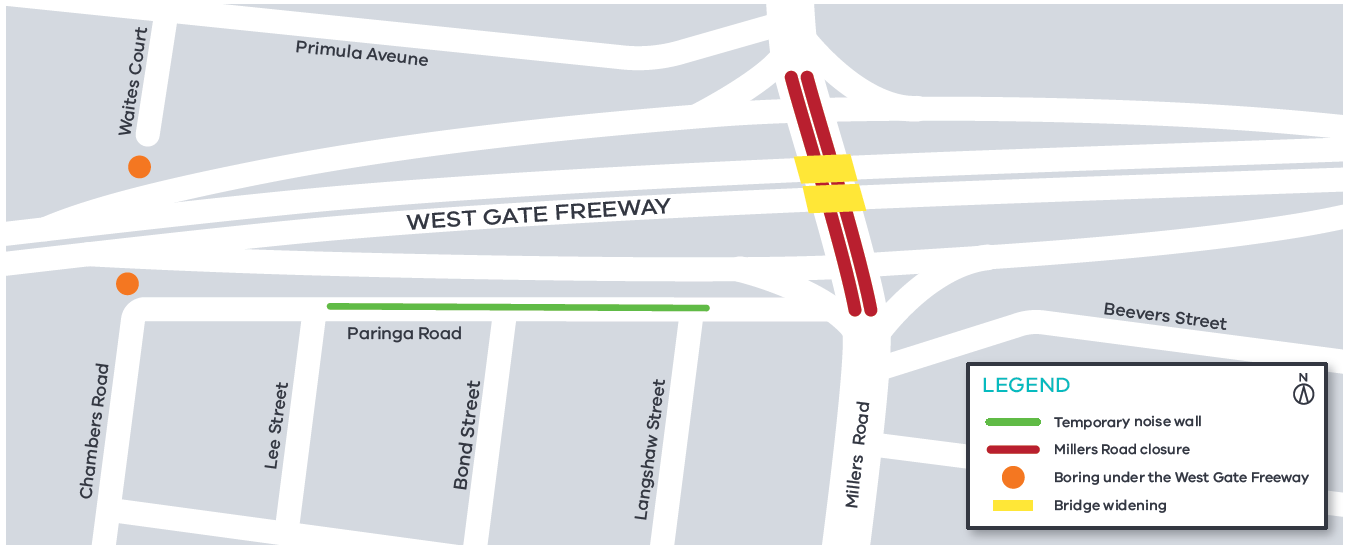 Waites Court
Primula Aveune
WEST GATE FREEWAY
Paringa Road
Beevers Street
Chambers Road
Lee Street
Bond Street
Langshaw Street
Millers Road
LEGEND
N
Temporary noise wall
Millers Road closure
Boring under the West Gate Freeway
Bridge widening